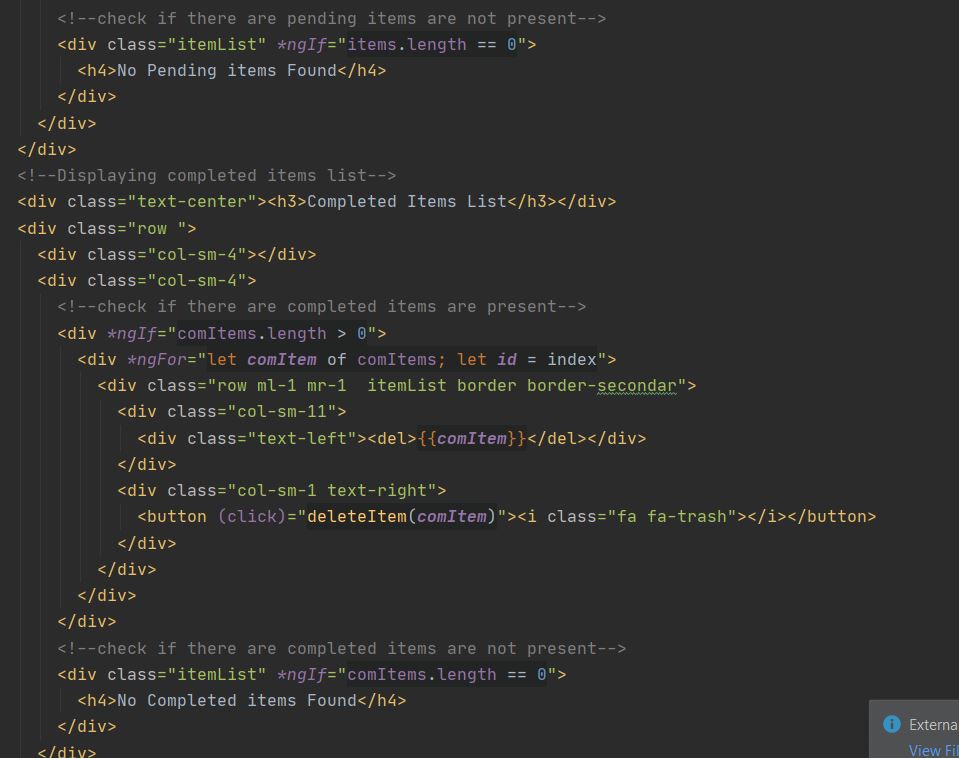 <!--check if there are pending items are not present-->
<div class="itemList" *ngIf="items.length == 0">
<h4>No Pending items Found</h4>
</div>
</div>
</div>
<!--Displaying completed items list-->
<div class="text-center"><h3>Completed Items List</h3></div>
<div class="row ">
<div class="col-sm-4"></div>
<div class="col-sm-4">
<!--check if there are completed items are present-->
<div *ngIf="comItems.length > 0">
<div *ngFor="let comItem of comItems; let id = index">
<div class="row ml-1 mr-1  itemList border border-secondar">
<div class="col-sm-11">
<div class="text-left"><del>{{comItem}}</del></div>
</div>
<div class="col-sm-1 text-right">
<button (click)="deleteItem(comItem)"><i class="fa fa-trash"></i></button>
</div>
</div>
</div>
</div>
<!--check if there are completed items are not present-->
<div class="itemList" *ngIf="comItems.length == 0">
<h4>No Completed items Found</h4>
</div>
</div>
Externa
View Fil